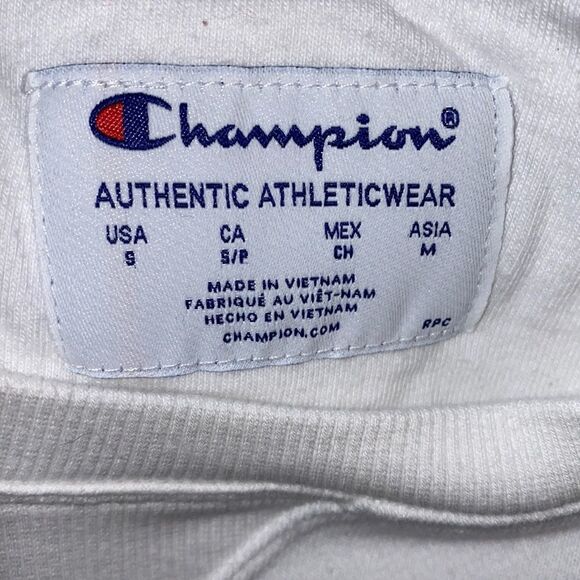 Champion®
AUTHENTIC ATHLETICWEAR
USA CA MEX ASIA
S S/P CH M
MADE IN VIETNAM
FABRIQUÉ AU VIÊT-NAM
HECHO EN VIETNAM
CHAMPION.COM
RPC